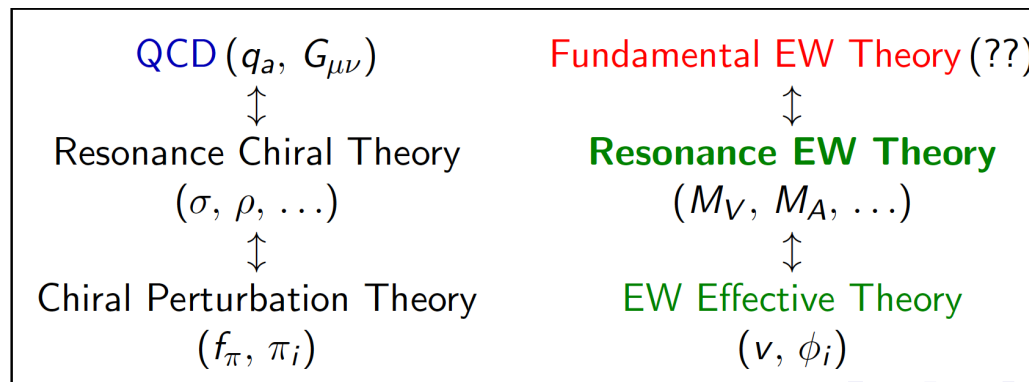 QCD (qₐ, G_μν) Fundamental EW Theory (??)
↕ ↕
Resonance Chiral Theory Resonance EW Theory
(σ, ρ, …) (M_V, M_A, …)
↕ ↕
Chiral Perturbation Theory EW Effective Theory
(f_π, π_i) (v, ϕ_i)